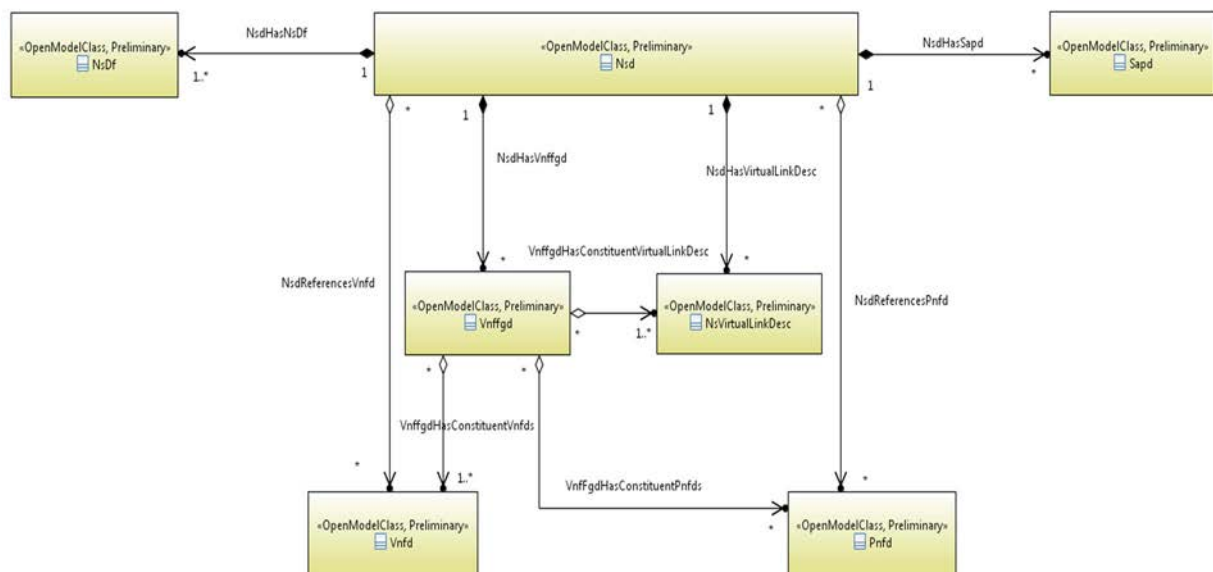 NsdHasNsDf
NsdHasSapd
«OpenModelClass, Preliminary»
NsDf
«OpenModelClass, Preliminary»
Nsd
«OpenModelClass, Preliminary»
Sapd
1..*
1
1
*
*
1
1
*
NsdHasVnffgd
NsdHasVirtualLinkDesc
VnffgdHasConstituentVirtualLinkDesc
*
*
NsdReferencesVnfd
NsdReferencesPnfd
«OpenModelClass, Preliminary»
Vnffgd
«OpenModelClass, Preliminary»
NsVirtualLinkDesc
*
1..*
*
*
VnffgdHasConstituentVnfds
*
1..*
VnfFgdHasConstituentPnfds
*
*
«OpenModelClass, Preliminary»
Vnfd
«OpenModelClass, Preliminary»
Pnfd